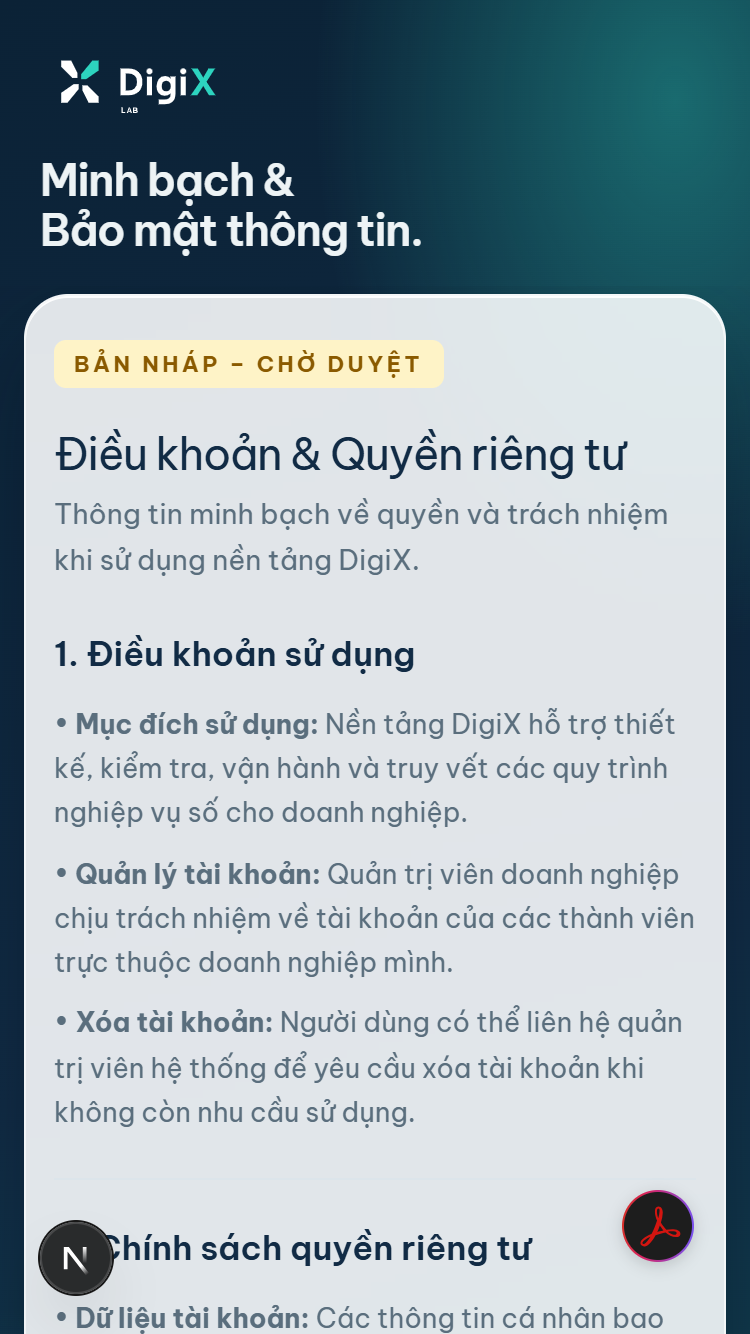 DigiX
LAB
Minh bạch &
Bảo mật thông tin.
BẢN NHÁP – CHỜ DUYỆT
Điều khoản & Quyền riêng tư
Thông tin minh bạch về quyền và trách nhiệm
khi sử dụng nền tảng DigiX.
1. Điều khoản sử dụng
• Mục đích sử dụng: Nền tảng DigiX hỗ trợ thiết
kế, kiểm tra, vận hành và truy vết các quy trình
nghiệp vụ số cho doanh nghiệp.
• Quản lý tài khoản: Quản trị viên doanh nghiệp
chịu trách nhiệm về tài khoản của các thành viên
trực thuộc doanh nghiệp mình.
• Xóa tài khoản: Người dùng có thể liên hệ quản
trị viên hệ thống để yêu cầu xóa tài khoản khi
không còn nhu cầu sử dụng.
N
Chính sách quyền riêng tư
• Dữ liệu tài khoản: Các thông tin cá nhân bao